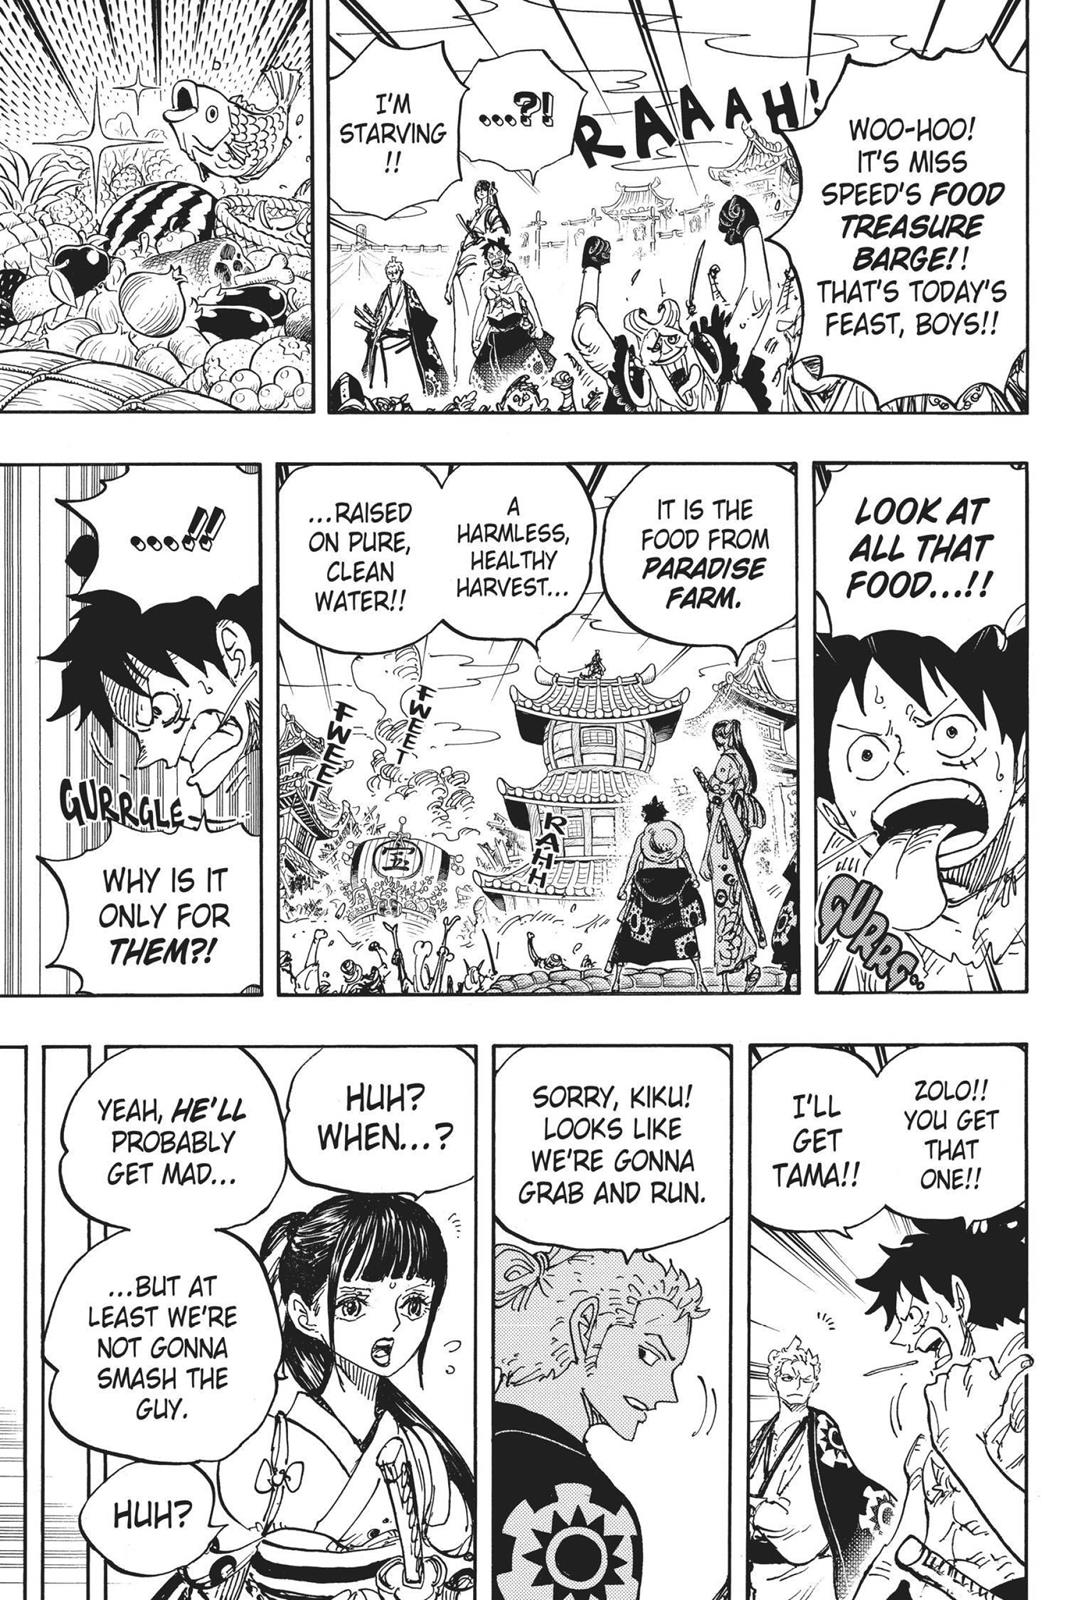 WOO-HOO!
IT'S MISS
SPEED'S FOOD
TREASURE
BARGE!!
THAT'S TODAY'S
FEAST, BOYS!!
RAAAH!
...?!
I'M
STARVING
!!
LOOK AT
ALL THAT
FOOD...!!
GURRG...
IT IS THE
FOOD FROM
PARADISE
FARM.
A
HARMLESS,
HEALTHY
HARVEST...
...RAISED
ON PURE,
CLEAN
WATER!!
FWEET
FWEET
RAHH
宝
....!!
GURRGLE
WHY IS IT
ONLY FOR
THEM?!
ZOLO!!
YOU GET
THAT
ONE!!
I'LL
GET
TAMA!!
SORRY, KIKU!
LOOKS LIKE
WE'RE GONNA
GRAB AND RUN.
HUH?
WHEN...?
YEAH, HE'LL
PROBABLY
GET MAD...
...BUT AT
LEAST WE'RE
NOT GONNA
SMASH THE
GUY.
HUH?